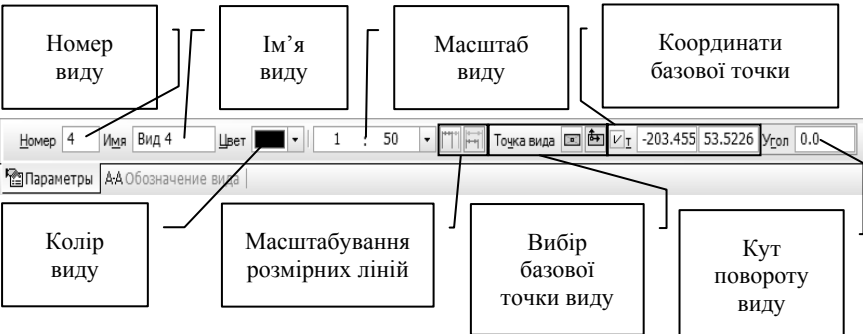 Номер
виду
Ім’я
виду
Масштаб
виду
Координати
базової точки
Номер 4 Имя Вид 4 Цвет 1 : 50 Точка вида т -203.455 53.5226 Угол 0.0
Параметры А-А Обозначение вида
Колір
виду
Масштабування
розмірних ліній
Вибір
базової
точки виду
Кут
повороту
виду